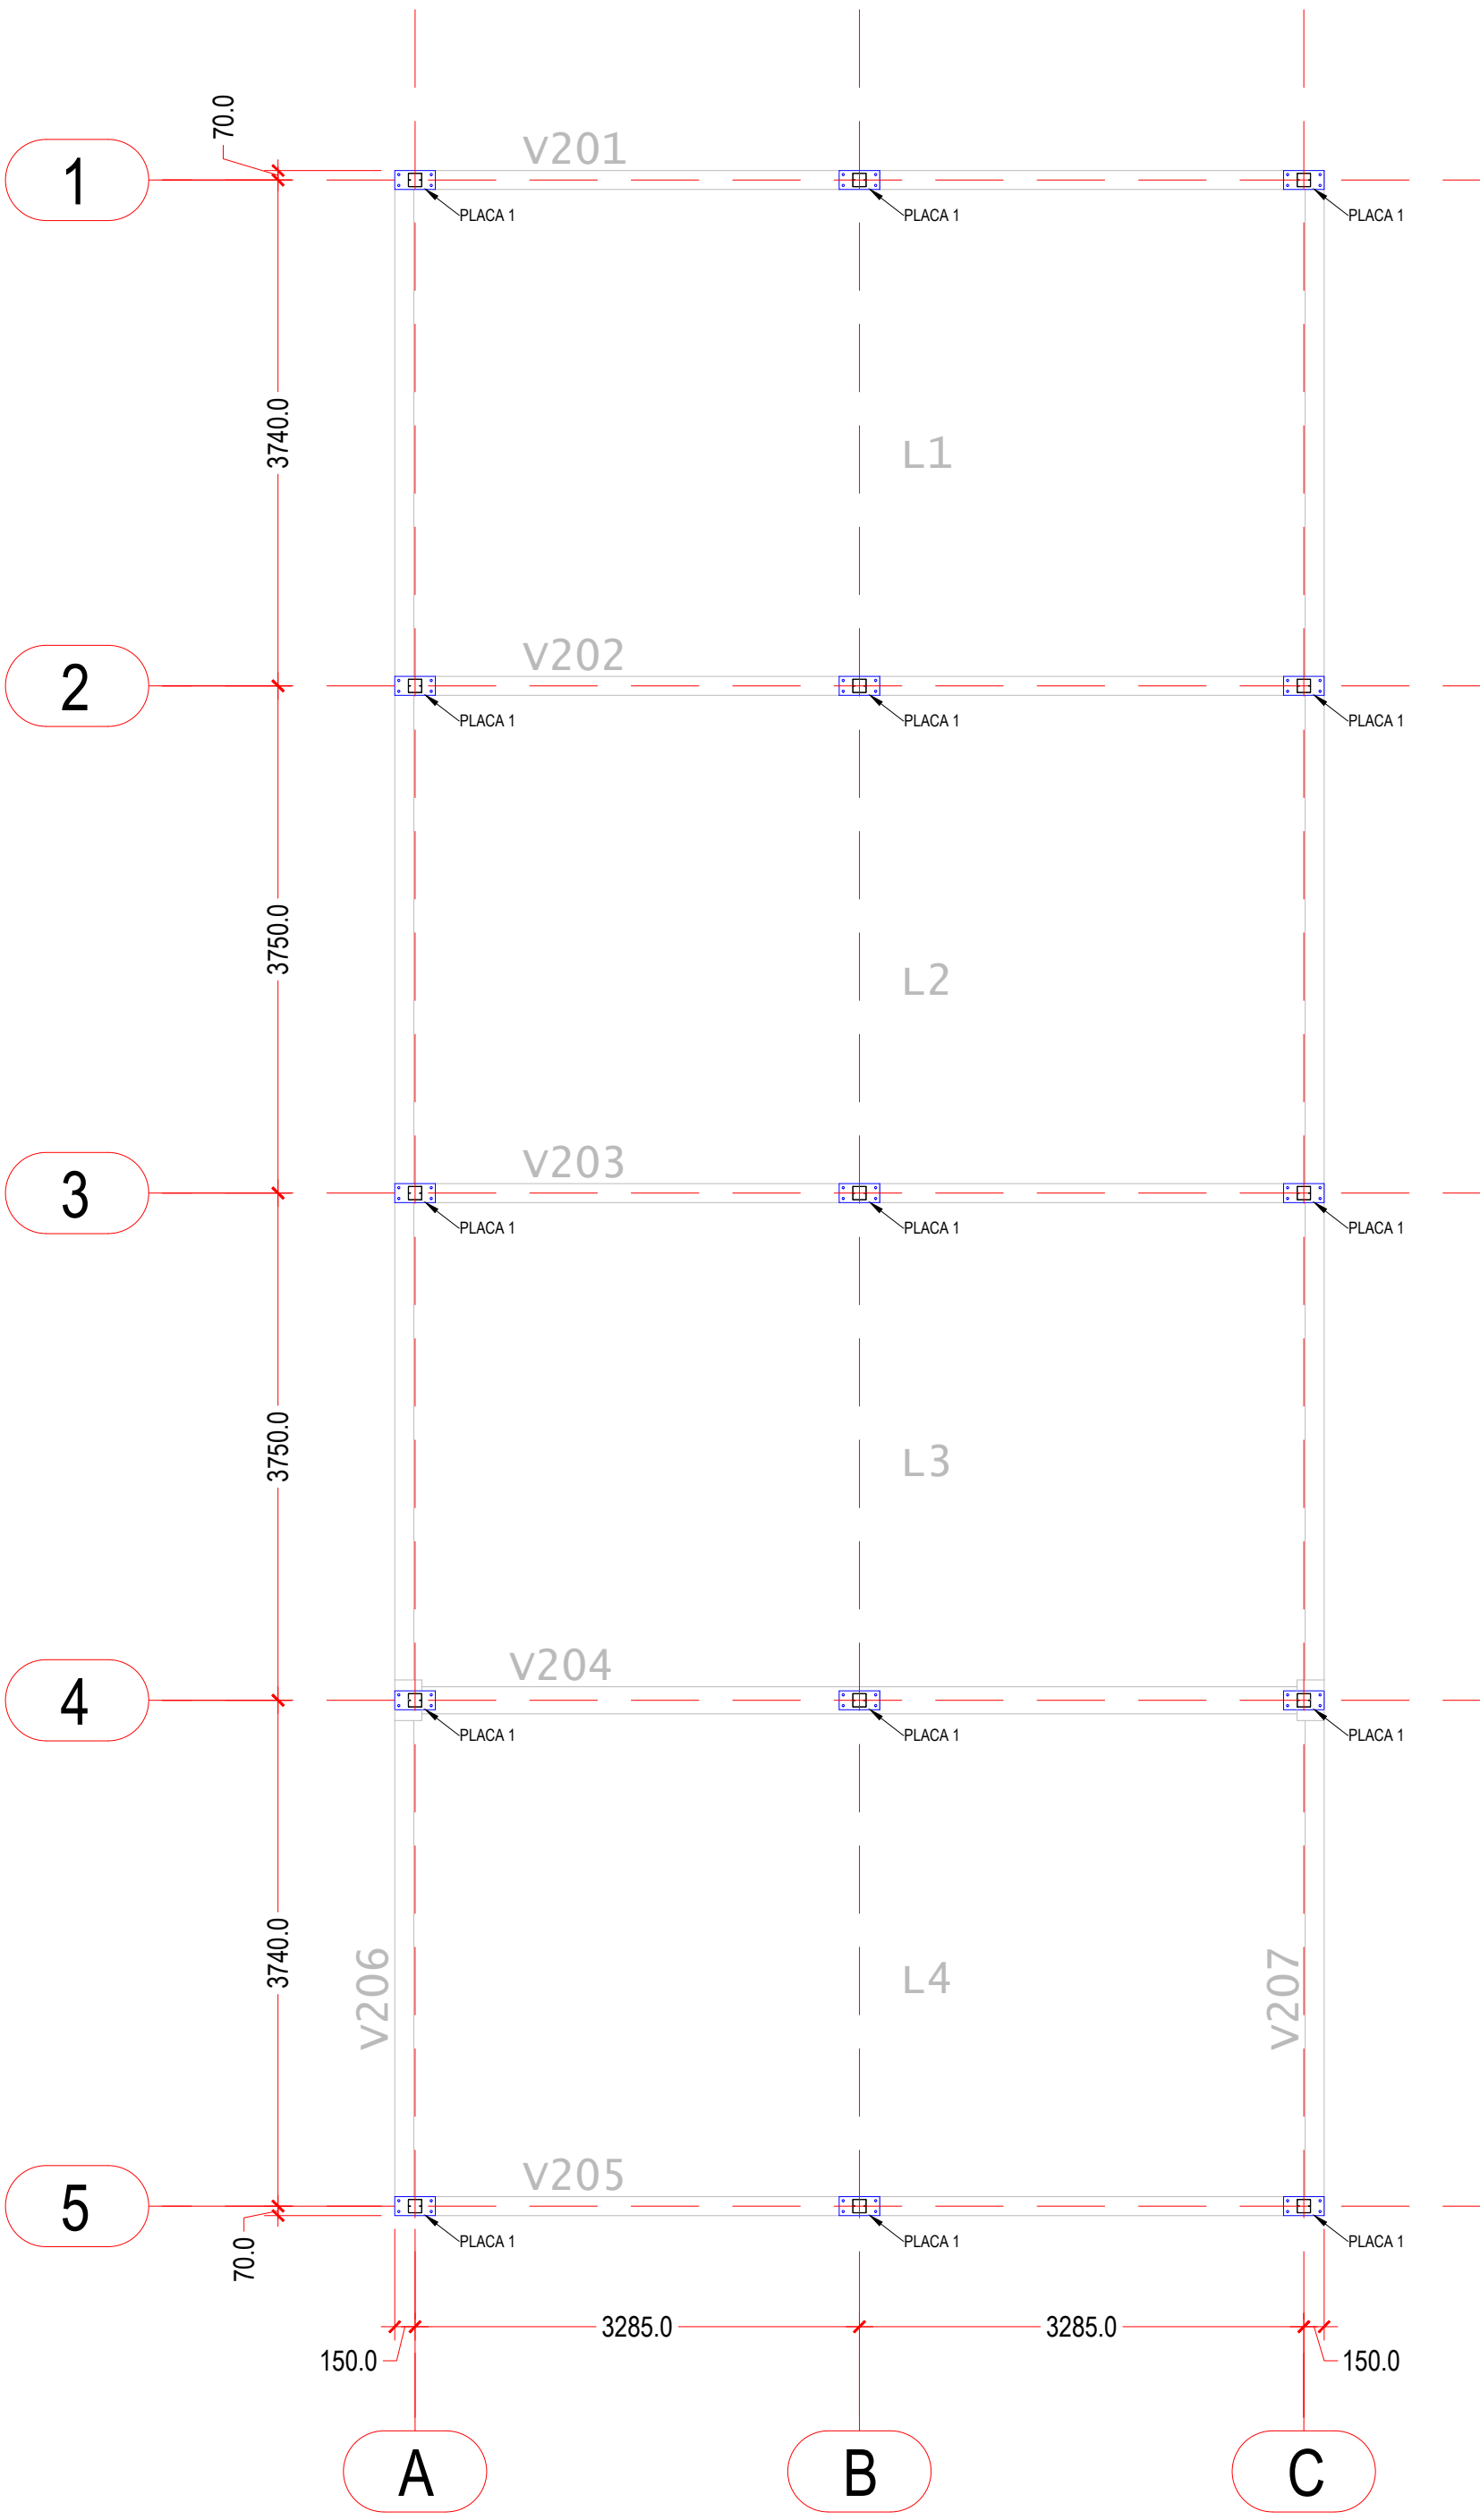 70.0
1
V201
PLACA 1 PLACA 1 PLACA 1
3740.0
L1
2
V202
PLACA 1 PLACA 1 PLACA 1
3750.0
L2
3
V203
PLACA 1 PLACA 1 PLACA 1
3750.0
L3
4
V204
PLACA 1 PLACA 1 PLACA 1
3740.0
V206
L4
V207
5
V205
PLACA 1 PLACA 1 PLACA 1
70.0
3285.0 3285.0
150.0 150.0
A B C